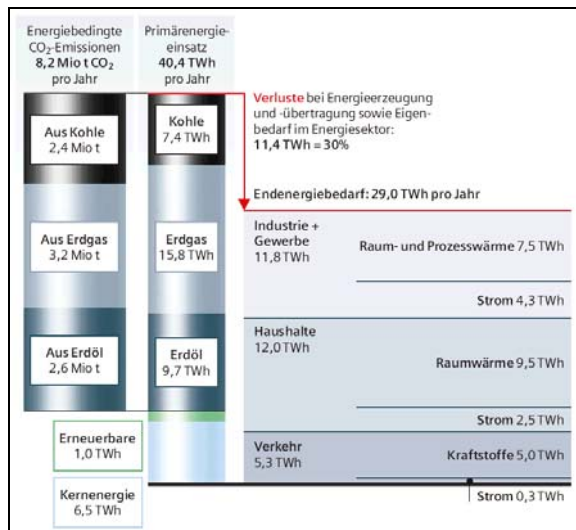 Energiebedingte
CO₂-Emissionen
8,2 Mio t CO₂
pro Jahr
Primärenergie-
einsatz
40,4 TWh
pro Jahr
Verluste bei Energieerzeugung
und -übertragung sowie Eigen-
bedarf im Energiesektor:
11,4 TWh = 30%
Aus Kohle
2,4 Mio t
Kohle
7,4 TWh
Endenergiebedarf: 29,0 TWh pro Jahr
Aus Erdgas
3,2 Mio t
Erdgas
15,8 TWh
Industrie +
Gewerbe
11,8 TWh
Raum- und Prozesswärme 7,5 TWh
Strom 4,3 TWh
Aus Erdöl
2,6 Mio t
Erdöl
9,7 TWh
Haushalte
12,0 TWh
Raumwärme 9,5 TWh
Strom 2,5 TWh
Erneuerbare
1,0 TWh
Kernenergie
6,5 TWh
Verkehr
5,3 TWh
Kraftstoffe 5,0 TWh
Strom 0,3 TWh